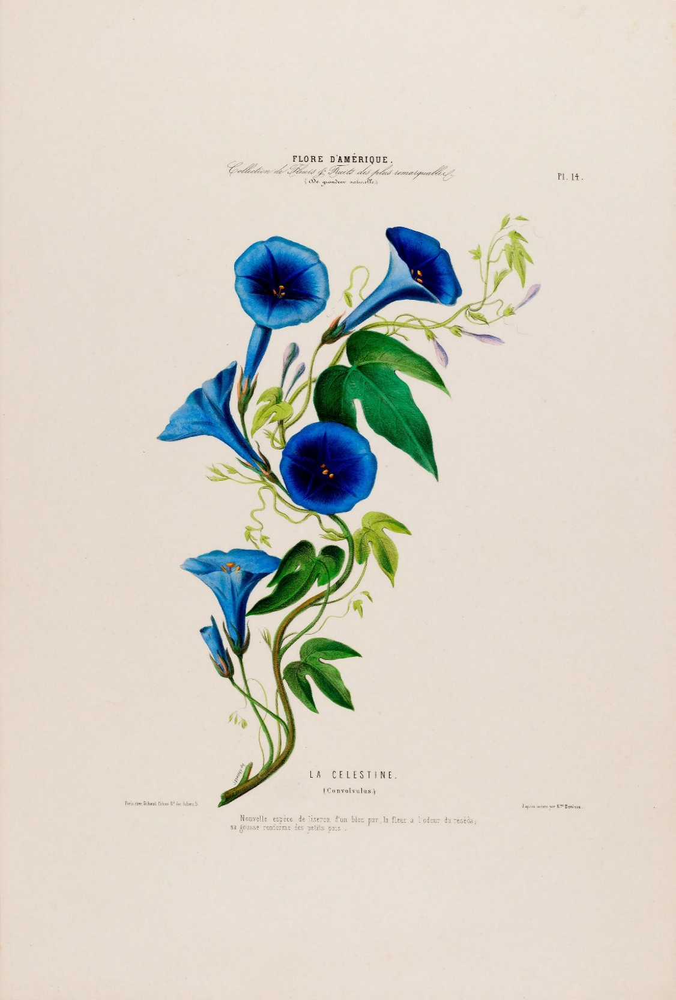 FLORE D'AMÉRIQUE.
Collection de Fleurs & Fruits des plus remarquables
(De grandeur naturelle.)
Pl. 14.
LA CELESTINE.
(Convolvulus.)
Paris chez Gihaut frères Bd des Italiens 5.
d'après nature par Etne Denisse.
Nouvelle espèce de liseron d'un bleu pur, la fleur a l'odeur du réséda;
sa gousse renferme des petits pois.